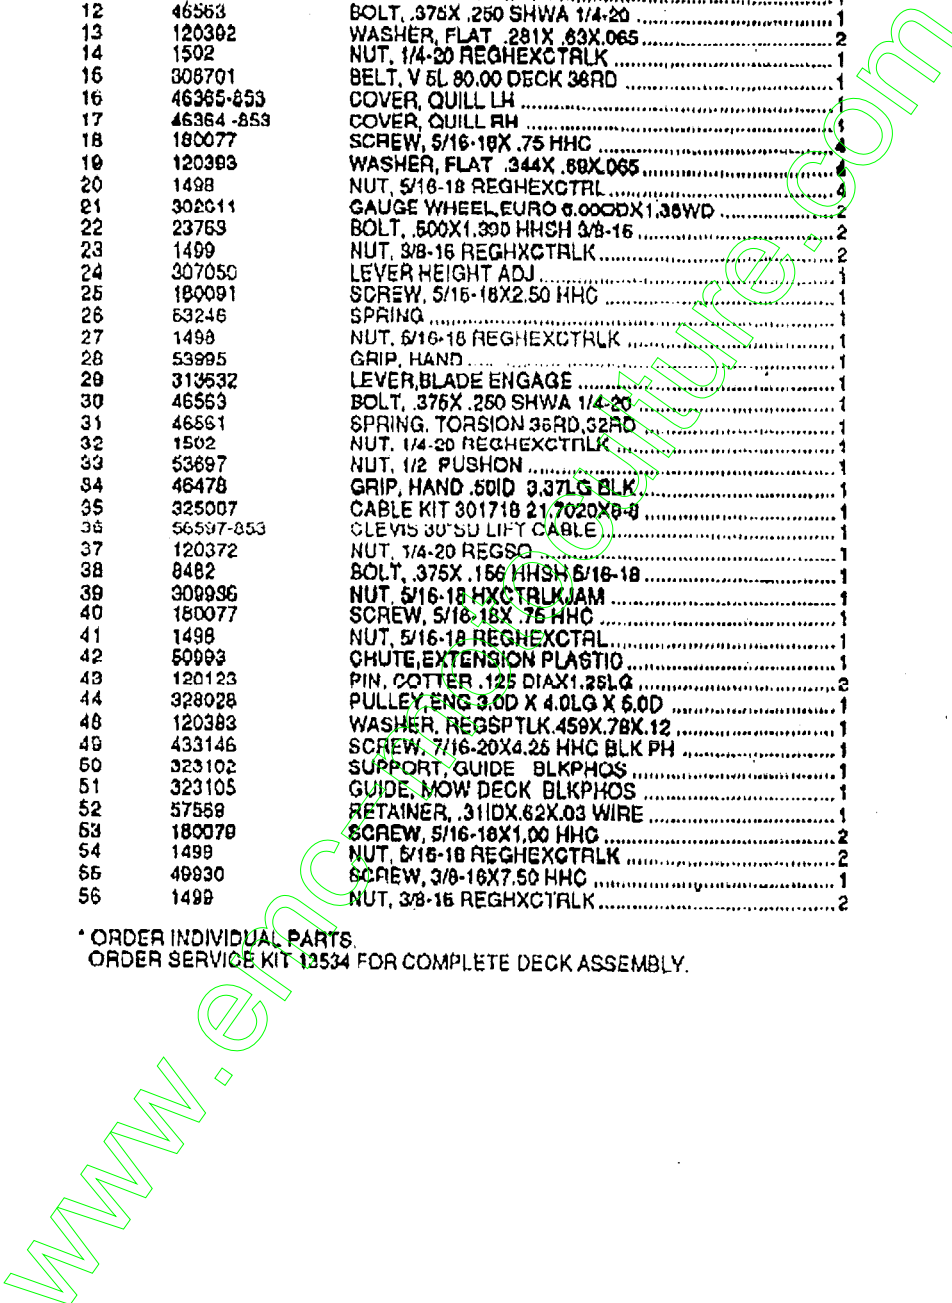 12 46563 BOLT, .375X .250 SHWA 1/4-20 1
13 120392 WASHER, FLAT .281X .63X.065 2
14 1502 NUT, 1/4-20 REGHEXCTRLK 1
15 308701 BELT, V 5L 80.00 DECK 38RD 1
16 46365-853 COVER, QUILL LH 1
17 46364 -853 COVER, QUILL RH 1
18 180077 SCREW, 5/16-18X .75 HHC 4
19 120393 WASHER, FLAT .344X .69X.065 4
20 1498 NUT, 5/16-18 REGHEXCTRL 4
21 302011 GAUGE WHEEL,EURO 6.00ODX1.38WD 2
22 23763 BOLT, .500X1.390 HHSH 3/8-16 2
23 1499 NUT, 3/8-16 REGHXCTRLK 2
24 307050 LEVER HEIGHT ADJ 1
25 180091 SCREW, 5/16-18X2.50 HHC 1
26 53246 SPRING 1
27 1498 NUT, 5/16-18 REGHEXCTRLK 1
28 53995 GRIP, HAND 1
29 313632 LEVER,BLADE ENGAGE 1
30 46563 BOLT, .375X .250 SHWA 1/4-20 1
31 46561 SPRING, TORSION 36RD,32RD 1
32 1502 NUT, 1/4-20 REGHEXCTRLK 1
33 53697 NUT, 1/2 PUSHON 1
34 46478 GRIP, HAND .50ID 3.37LG BLK 1
35 325007 CABLE KIT 301718 21.7020X8-8 1
36 56597-853 CLEVIS 30"SD LIFT CABLE 1
37 120372 NUT, 1/4-20 REGSQ 1
38 8482 BOLT, .375X .156 HHSH 5/16-18 1
39 309996 NUT, 5/16-18 HXCTRLKJAM 1
40 180077 SCREW, 5/16-18X .75 HHC 1
41 1498 NUT, 5/16-18 REGHEXCTRL 1
42 50993 CHUTE,EXTENSION PLASTIC 1
43 120123 PIN, COTTER .125 DIAX1.25LG 2
44 328028 PULLEY,ENG 3.0D X 4.0LG X 5.0D 1
48 120383 WASHER, REGSPTLK.459X.78X.12 1
49 433146 SCREW, 7/16-20X4.25 HHC BLK PH 1
50 323102 SUPPORT, GUIDE BLKPHOS 1
51 323105 GUIDE, MOW DECK BLKPHOS 1
52 57569 RETAINER, .31IDX.62X.03 WIRE 1
53 180079 SCREW, 5/16-18X1.00 HHC 2
54 1498 NUT, 5/16-18 REGHEXCTRLK 2
55 49930 SCREW, 3/8-16X7.50 HHC 1
56 1499 NUT, 3/8-16 REGHXCTRLK 2
* ORDER INDIVIDUAL PARTS.
ORDER SERVICE KIT 13534 FOR COMPLETE DECK ASSEMBLY.
www.emc-motoculture.com